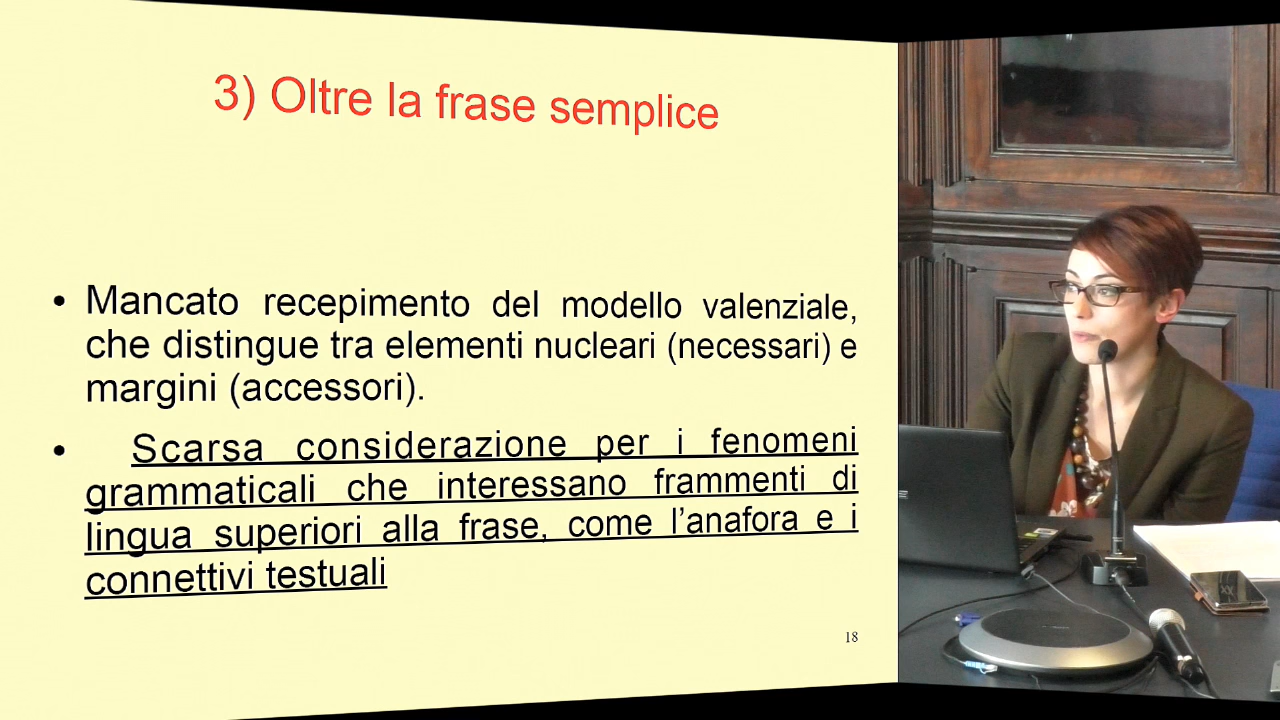 3) Oltre la frase semplice
• Mancato recepimento del modello valenziale,
che distingue tra elementi nucleari (necessari) e
margini (accessori).
• Scarsa considerazione per i fenomeni
grammaticali che interessano frammenti di
lingua superiori alla frase, come l’anafora e i
connettivi testuali
18